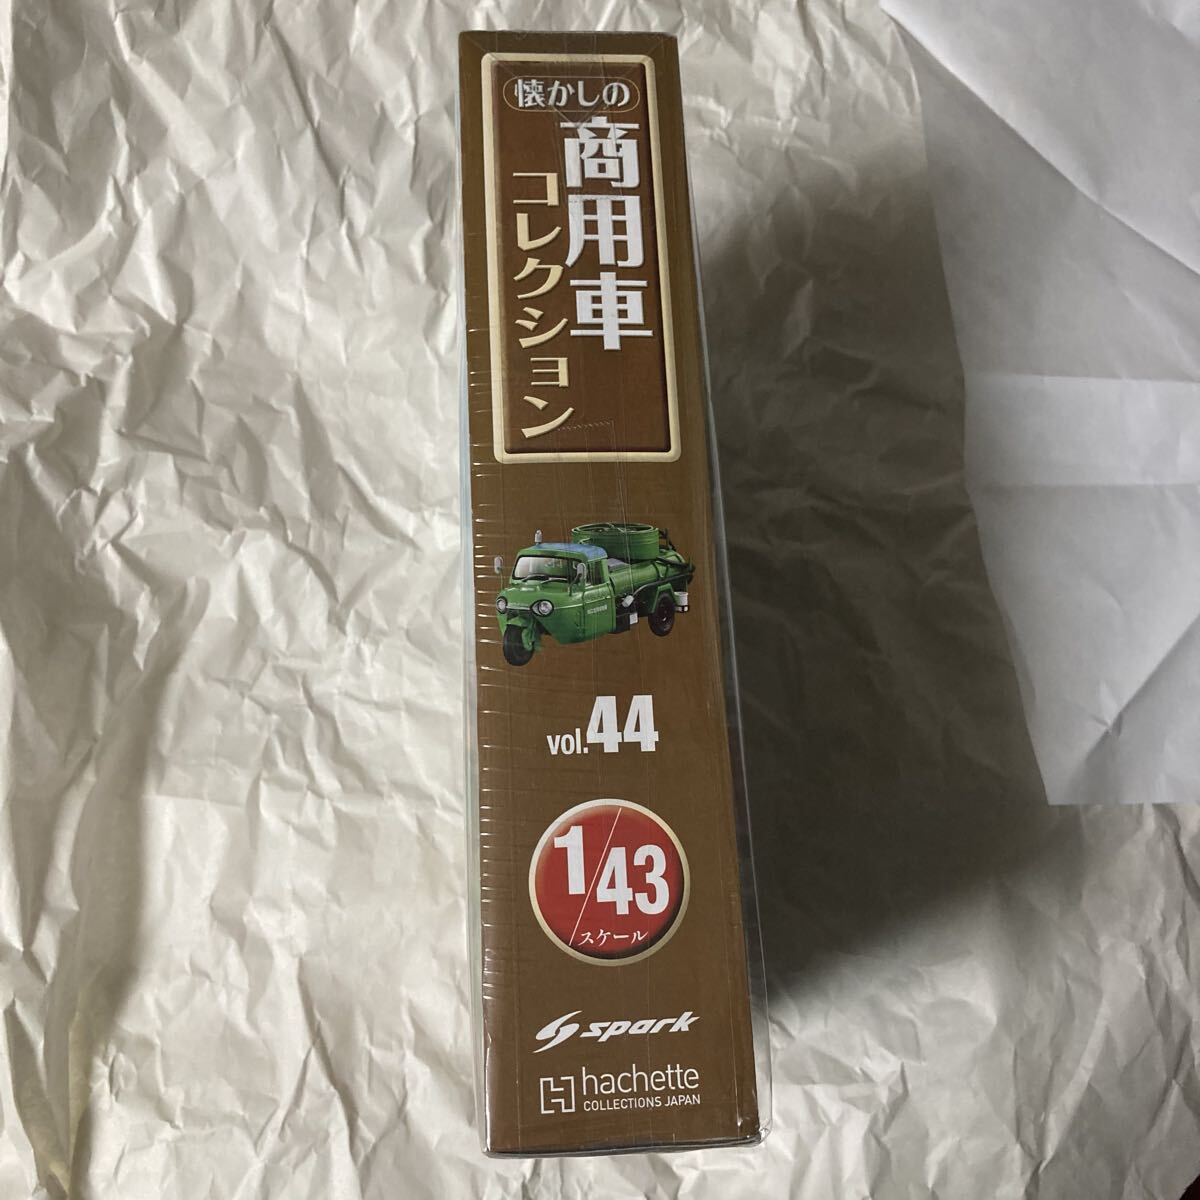 懐かしの
商用車
コレクション
vol.44
1/43
スケール
spark
hachette
COLLECTIONS JAPAN